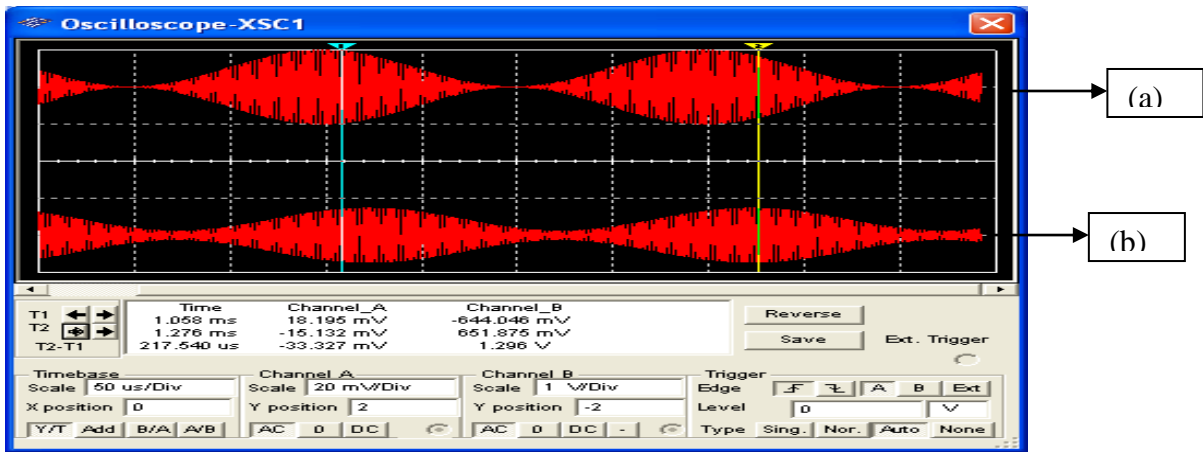 Oscilloscope-XSC1
1
2
(a)
(b)
T1
T2
T2-T1
Time Channel_A Channel_B
1.058 ms 18.195 mV -644.046 mV
1.276 ms -15.132 mV 651.875 mV
217.540 us -33.327 mV 1.296 V
Reverse
Save
Ext. Trigger
Timebase
Scale 50 us/Div
X position 0
Y/T Add B/A A/B
Channel A
Scale 20 mV/Div
Y position 2
AC 0 DC
Channel B
Scale 1 V/Div
Y position -2
AC 0 DC -
Trigger
Edge A B Ext
Level 0 V
Type Sing. Nor. Auto None